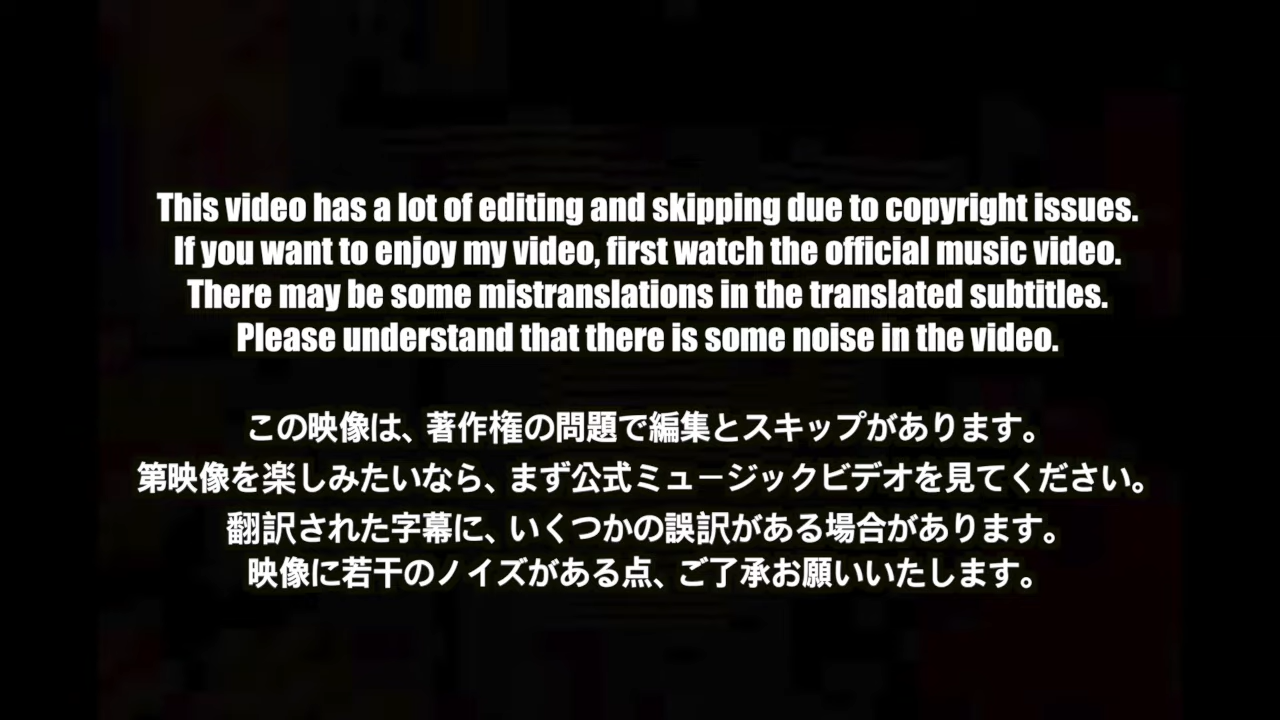 This video has a lot of editing and skipping due to copyright issues.
If you want to enjoy my video, first watch the official music video.
There may be some mistranslations in the translated subtitles.
Please understand that there is some noise in the video.
この映像は、著作権の問題で編集とスキップがあります。
第映像を楽しみたいなら、まず公式ミュージックビデオを見てください。
翻訳された字幕に、いくつかの誤訳がある場合があります。
映像に若干のノイズがある点、ご了承お願いいたします。